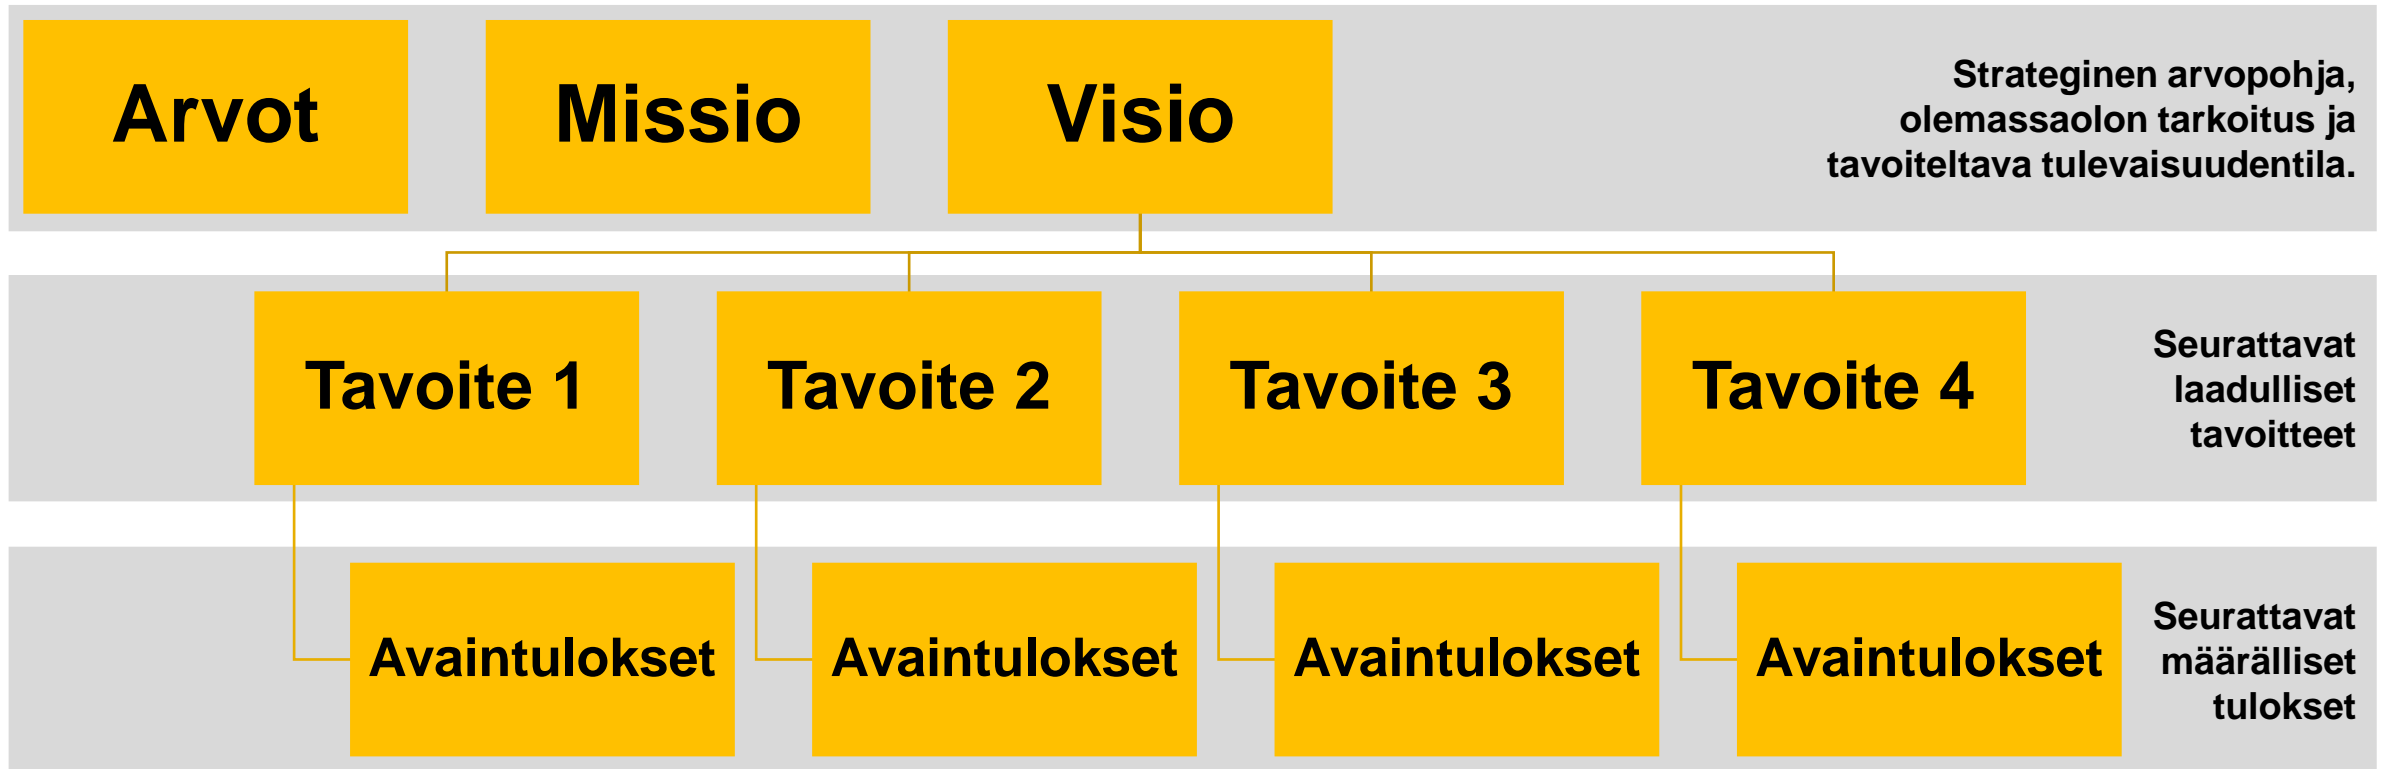 Arvot
Missio
Visio
Strateginen arvopohja,
olemassaolon tarkoitus ja
tavoiteltava tulevaisuudentila.
Tavoite 1
Tavoite 2
Tavoite 3
Tavoite 4
Seurattavat
laadulliset
tavoitteet
Avaintulokset
Avaintulokset
Avaintulokset
Avaintulokset
Seurattavat
määrälliset
tulokset